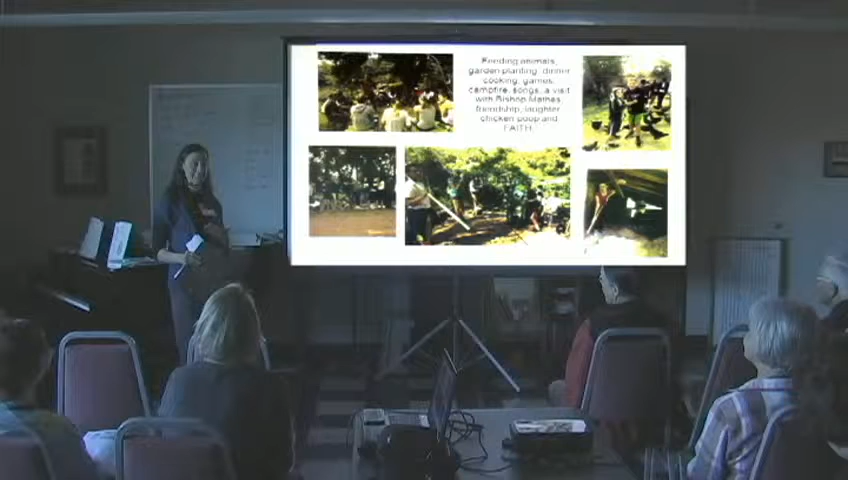 Feeding animals,
garden planting, dinner
cooking, games,
campfire, songs, a visit
with Bishop Mathes,
friendship, laughter
chicken poop and
FAITH.